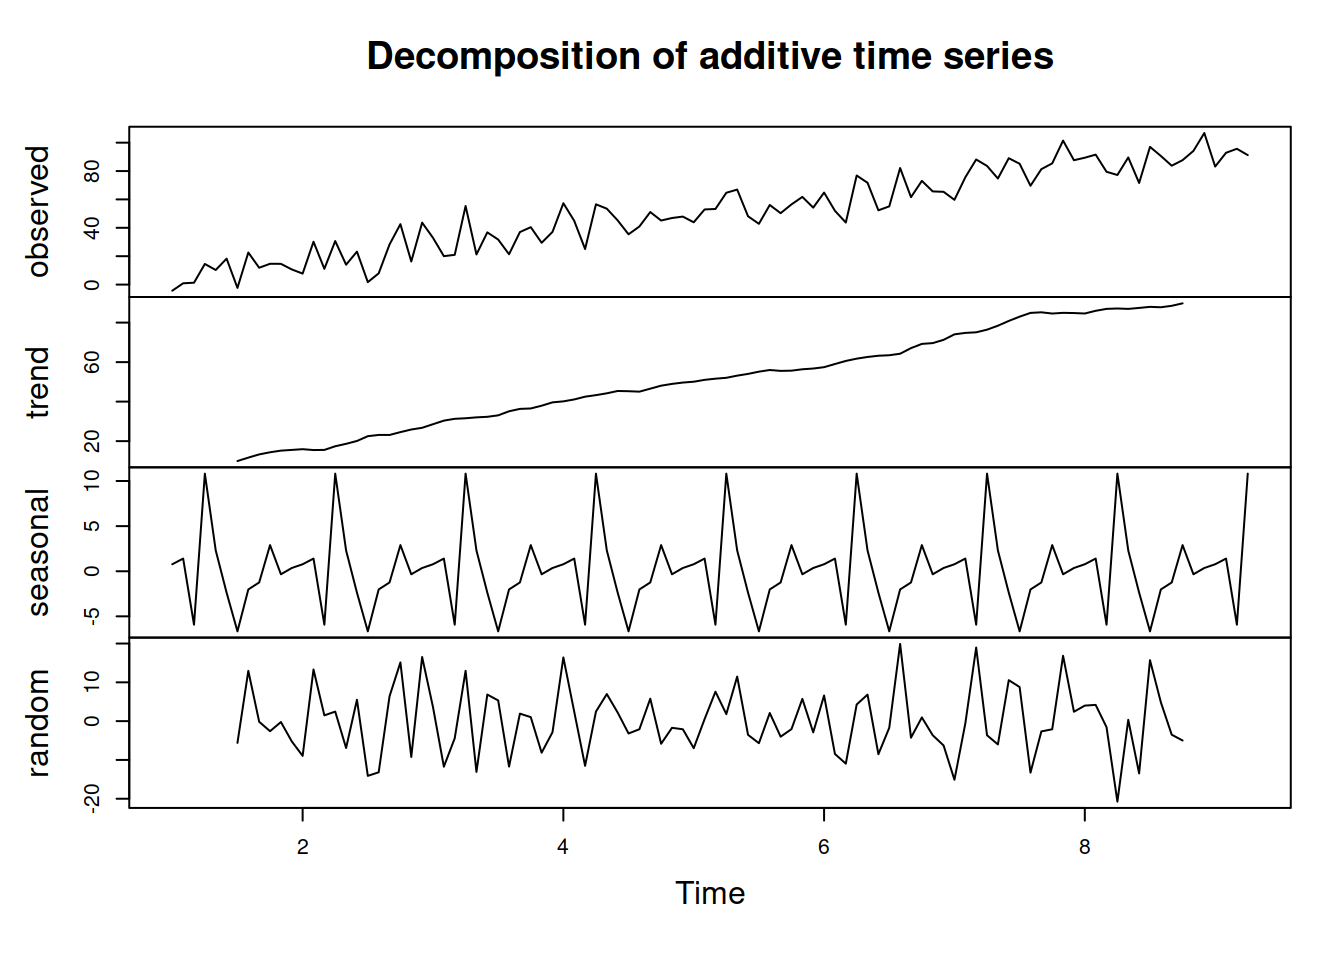 Decomposition of additive time series
observed
0 40 80
trend
20 60
seasonal
-5 0 5 10
random
-20 0 10
2 4 6 8
Time